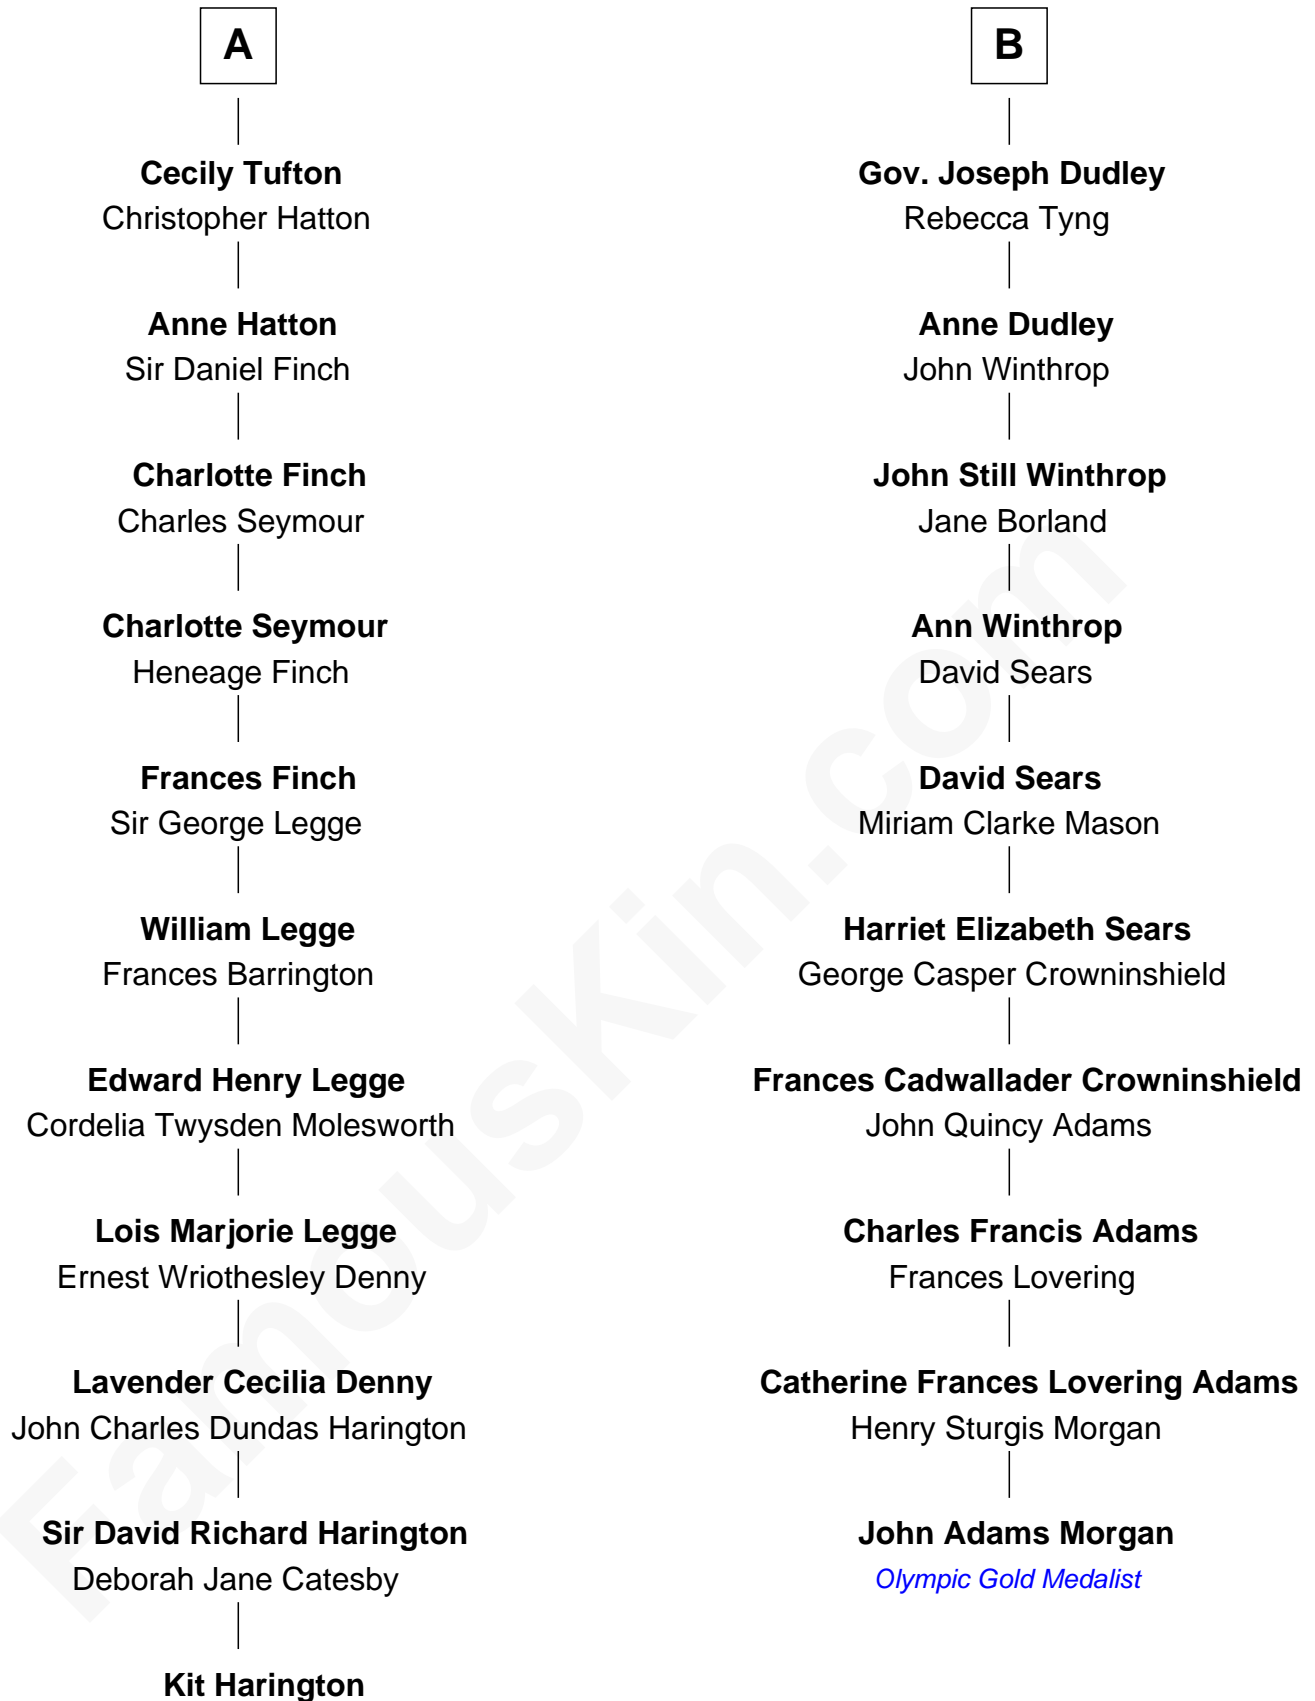 A
Cecily Tufton
Christopher Hatton
Anne Hatton
Sir Daniel Finch
Charlotte Finch
Charles Seymour
Charlotte Seymour
Heneage Finch
Frances Finch
Sir George Legge
William Legge
Frances Barrington
Edward Henry Legge
Cordelia Twysden Molesworth
Lois Marjorie Legge
Ernest Wriothesley Denny
Lavender Cecilia Denny
John Charles Dundas Harington
Sir David Richard Harington
Deborah Jane Catesby
Kit Harington
B
Gov. Joseph Dudley
Rebecca Tyng
Anne Dudley
John Winthrop
John Still Winthrop
Jane Borland
Ann Winthrop
David Sears
David Sears
Miriam Clarke Mason
Harriet Elizabeth Sears
George Casper Crowninshield
Frances Cadwallader Crowninshield
John Quincy Adams
Charles Francis Adams
Frances Lovering
Catherine Frances Lovering Adams
Henry Sturgis Morgan
John Adams Morgan
Olympic Gold Medalist
FamousKin.com